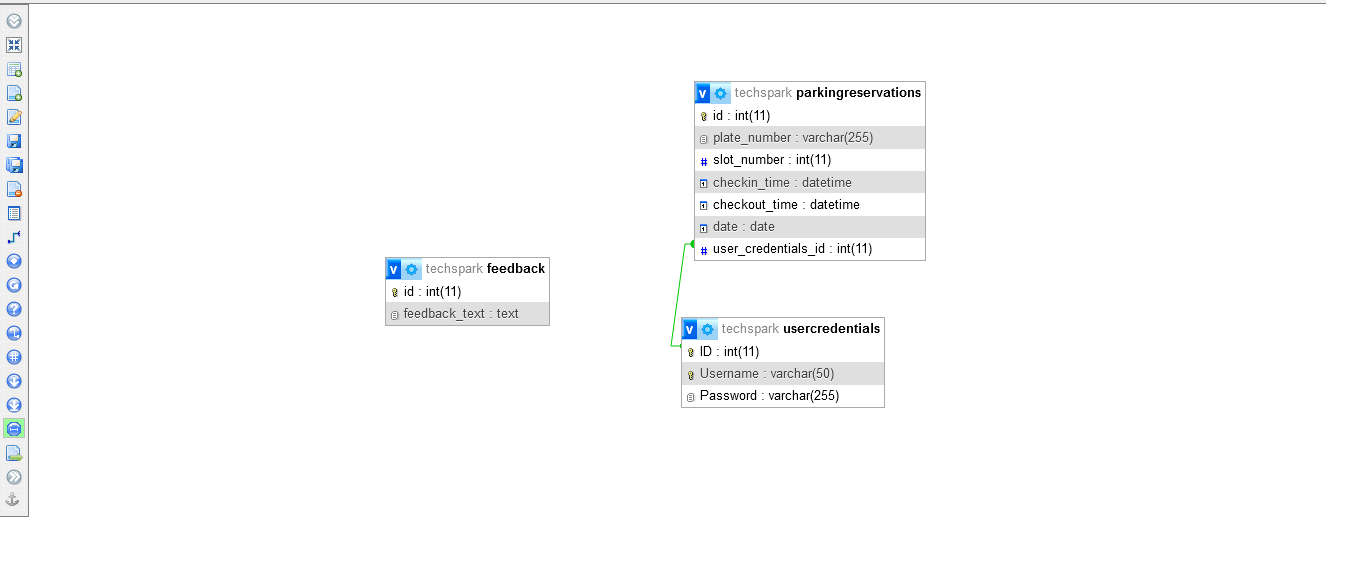 v techspark parkingreservations
id : int(11)
plate_number : varchar(255)
# slot_number : int(11)
checkin_time : datetime
checkout_time : datetime
date : date
# user_credentials_id : int(11)
v techspark feedback
id : int(11)
feedback_text : text
v techspark usercredentials
ID : int(11)
Username : varchar(50)
Password : varchar(255)